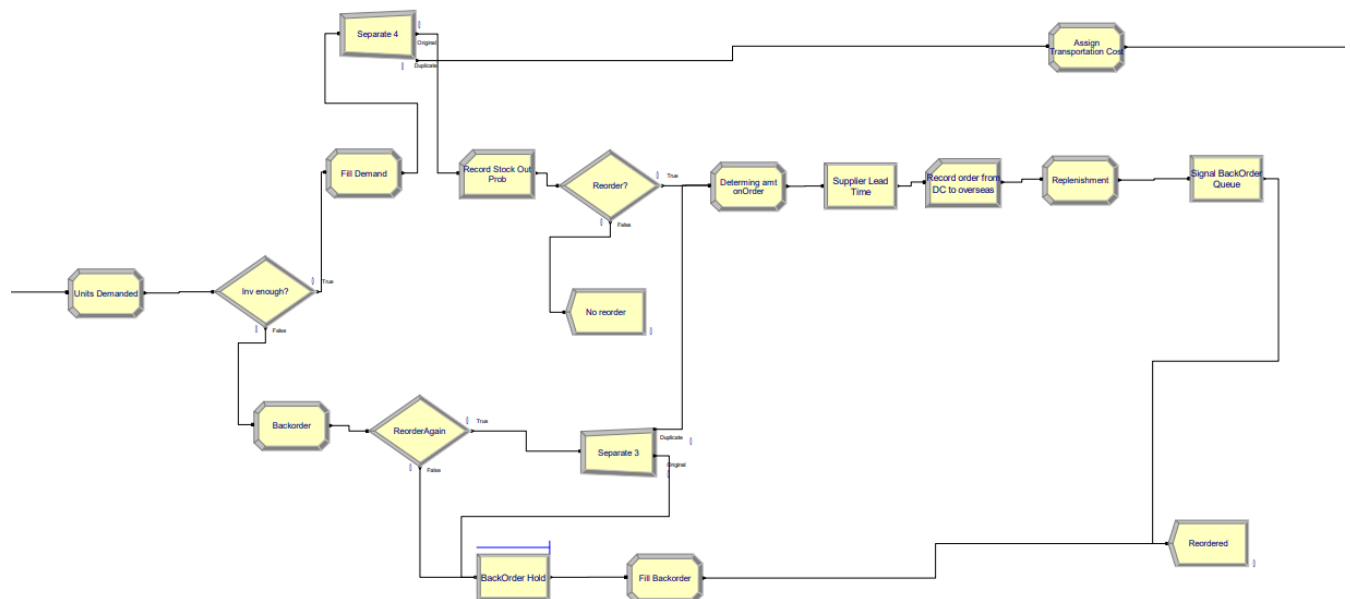 Separate 4
Original
Duplicate
Assign
Transportation Cost
Fill Demand
Record Stock Out
Prob
Reorder?
True
False
Determing amt
onOrder
Supplier Lead
Time
Record order from
DC to overseas
Replenishment
Signal BackOrder
Queue
Units Demanded
Inv enough?
True
False
No reorder
Backorder
ReorderAgain
True
False
Separate 3
Duplicate
Original
BackOrder Hold
Fill Backorder
Reordered